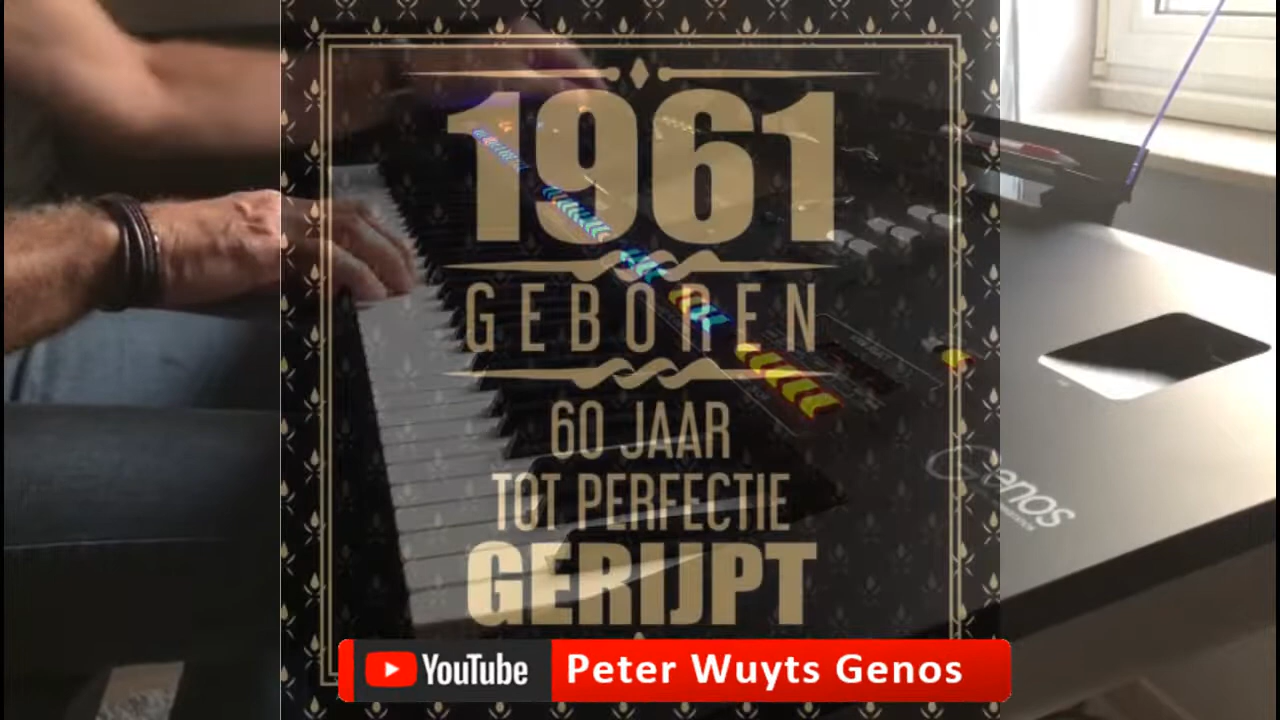 1961
GEBOREN
60 JAAR
TOT PERFECTIE
GERIJPT
Genos
YouTube Peter Wuyts Genos